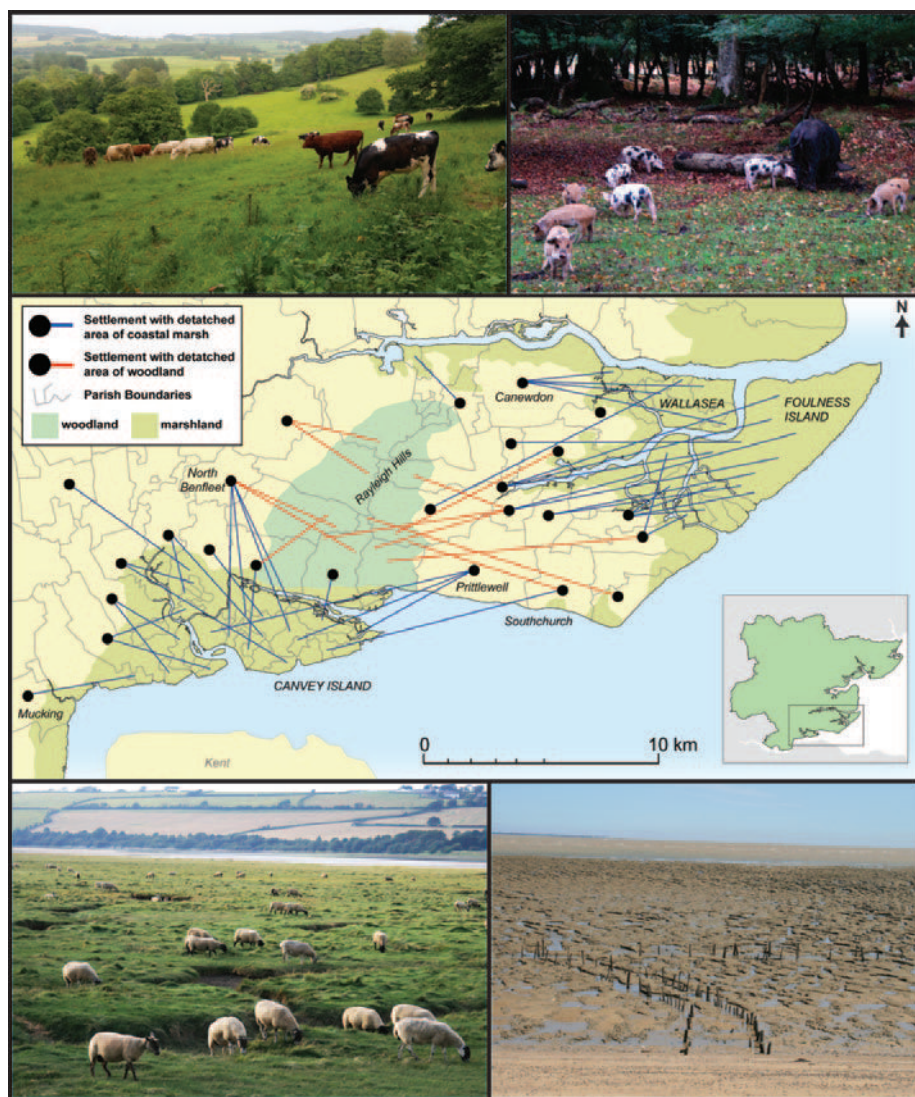 Settlement with detatched
area of coastal marsh
Settlement with detatched
area of woodland
Parish Boundaries
woodland
marshland
N
Canewdon
WALLASEA
FOULNESS
ISLAND
Rayleigh Hills
North
Benfleet
Prittlewell
Southchurch
CANVEY ISLAND
Mucking
0
10 km
Kent